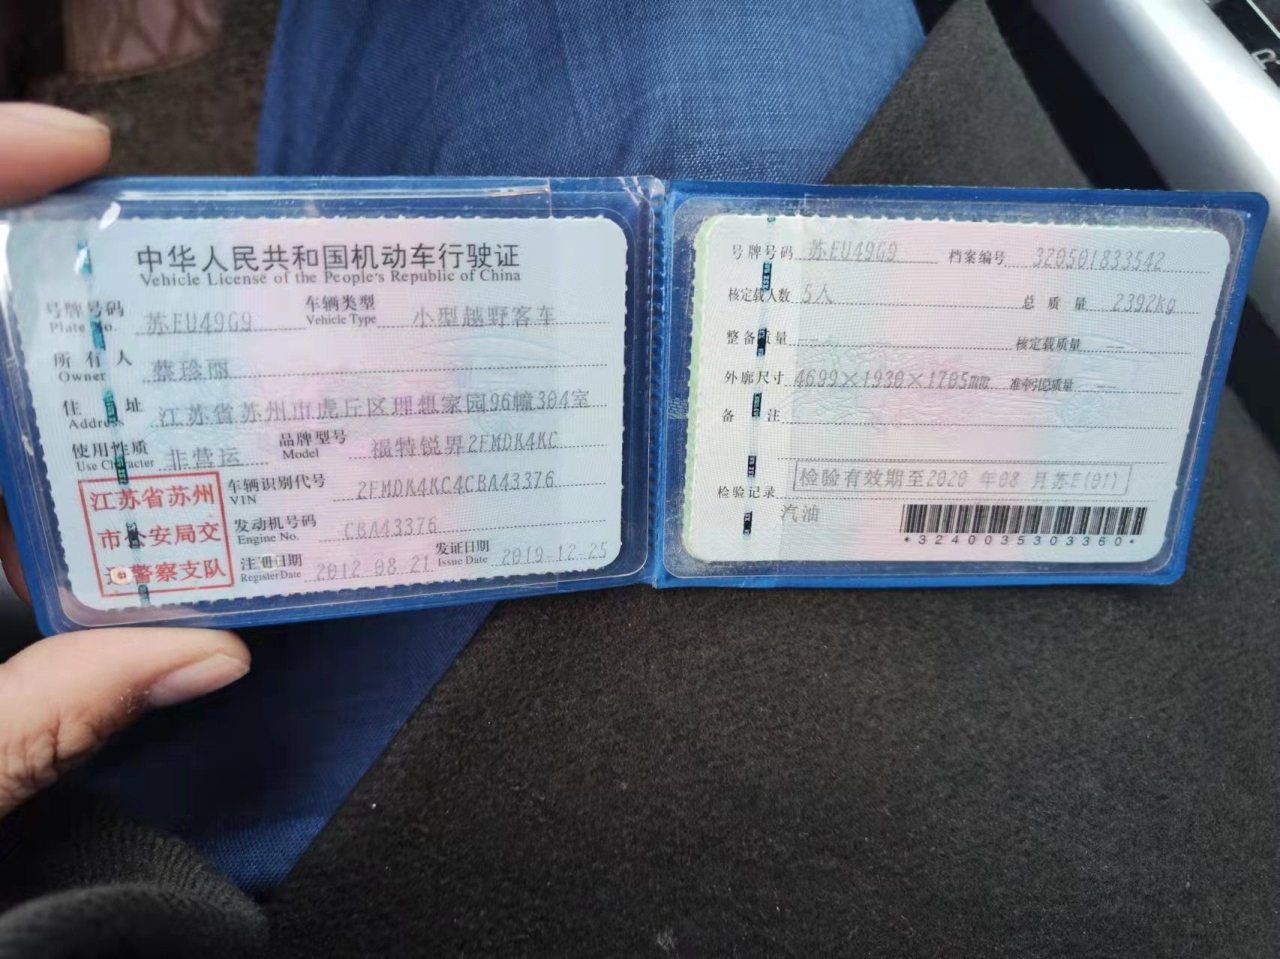 中华人民共和国机动车行驶证
Vehicle License of the People's Republic of China
号牌号码 苏EU49G9 车辆类型 小型越野客车
Plate No. Vehicle Type
所有人 蔡珍丽
Owner
住址 江苏省苏州市虎丘区理想家园96幢304室
Address
使用性质 非营运 品牌型号 福特锐界2FMDK4KC
Use Character Model
江苏省苏州
市公安局交
通警察支队
车辆识别代号 2FMDK4KC4CBA43376
VIN
发动机号码 CBA43376
Engine No.
注册日期 2012-08-21 发证日期 2019-12-25
Register Date Issue Date
号牌号码 苏EU49G9 档案编号 320501833542
核定载人数 5人 总质量 2392kg
整备质量 -- 核定载质量 --
外廓尺寸 4699×1930×1705mm 准牵引总质量 --
备注
检验记录 检验有效期至2020年08月苏E(01)
汽油
*3240035303360*